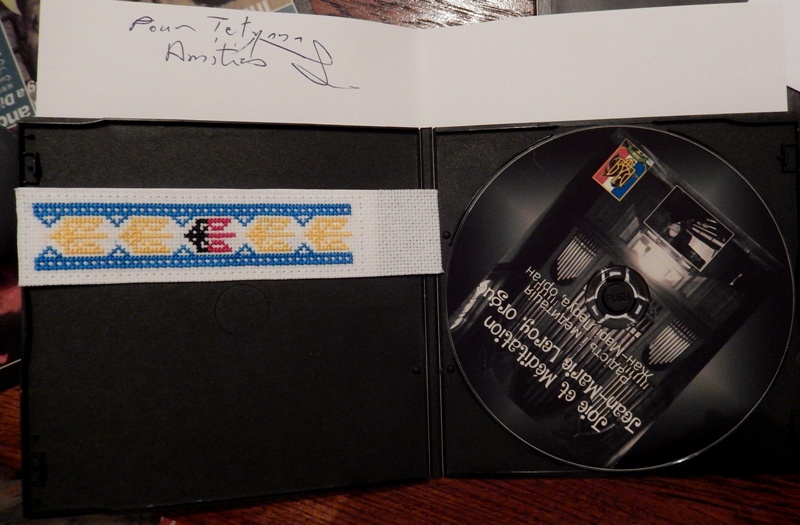 Pour Tetyana
Amitiés
Joie et Méditation
Jean-Marie Leroy, orgue
Радість і медитація
Жан-Марі Леруа, орган